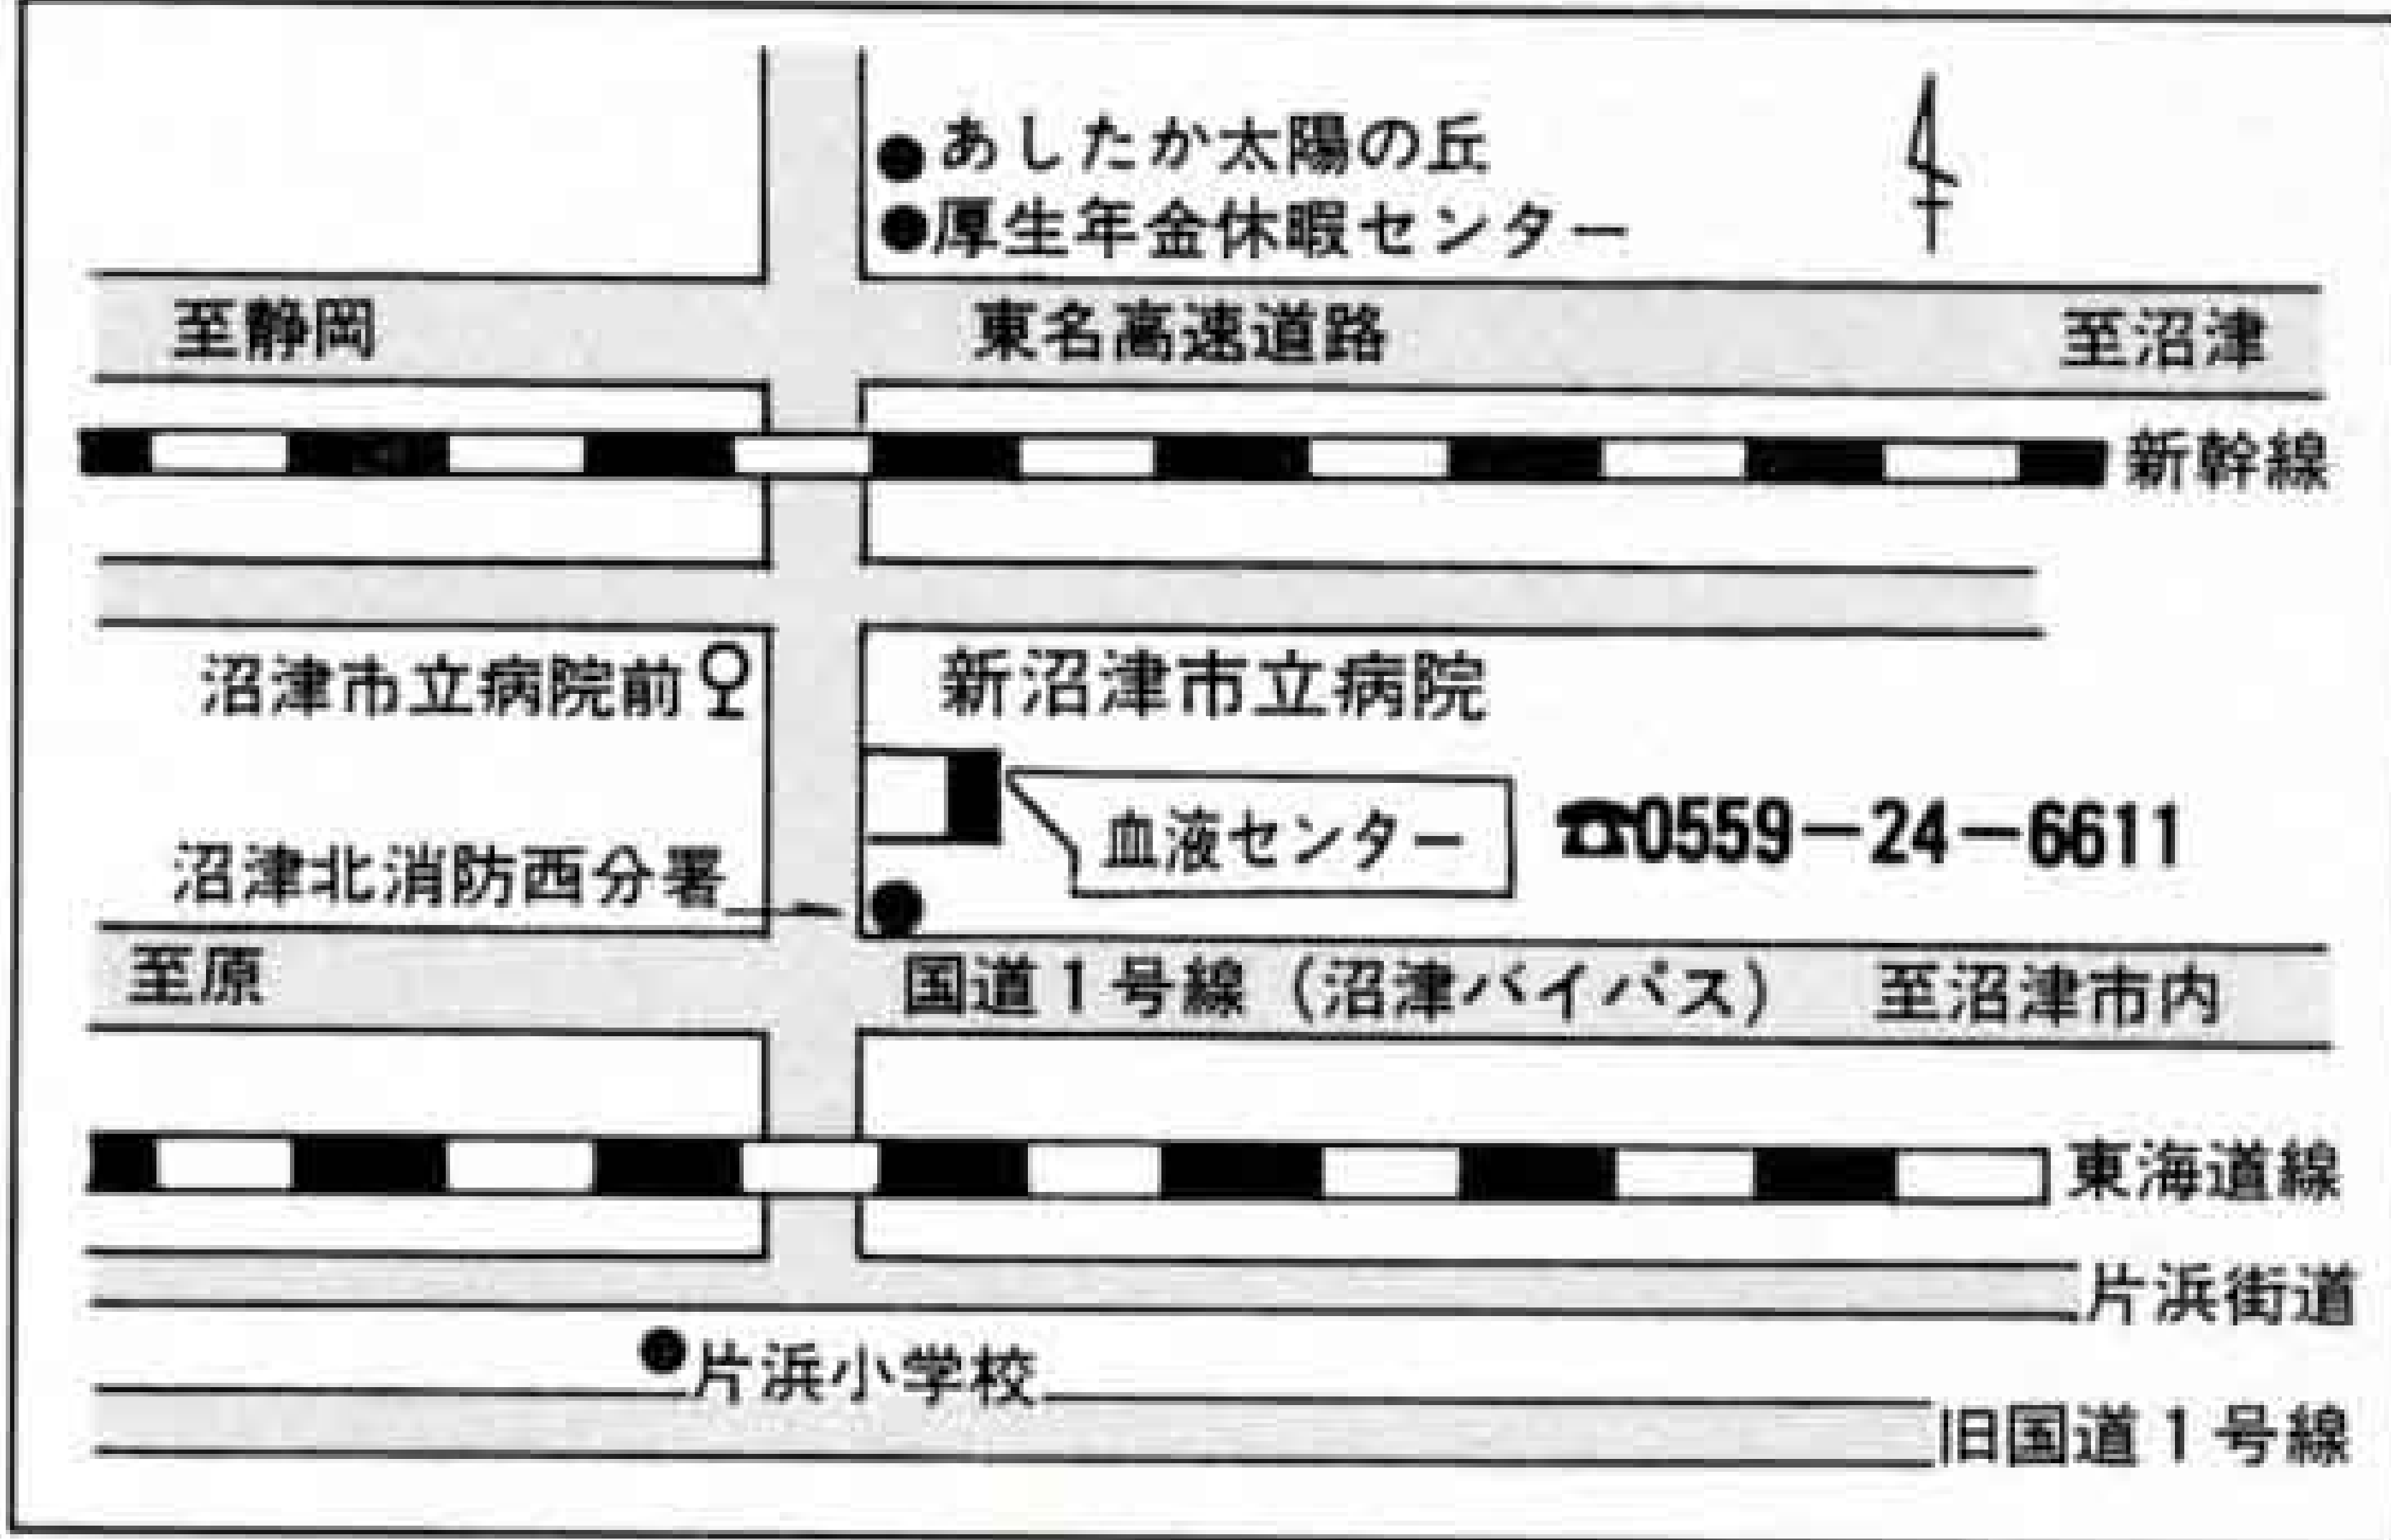 あしたか太陽の丘
厚生年金休暇センター
至静岡 東名高速道路 至沼津
新幹線
沼津市立病院前 新沼津市立病院
血液センター ☎0559－24－6611
沼津北消防西分署
至原 国道1号線（沼津バイパス） 至沼津市内
東海道線
片浜街道
片浜小学校
旧国道1号線